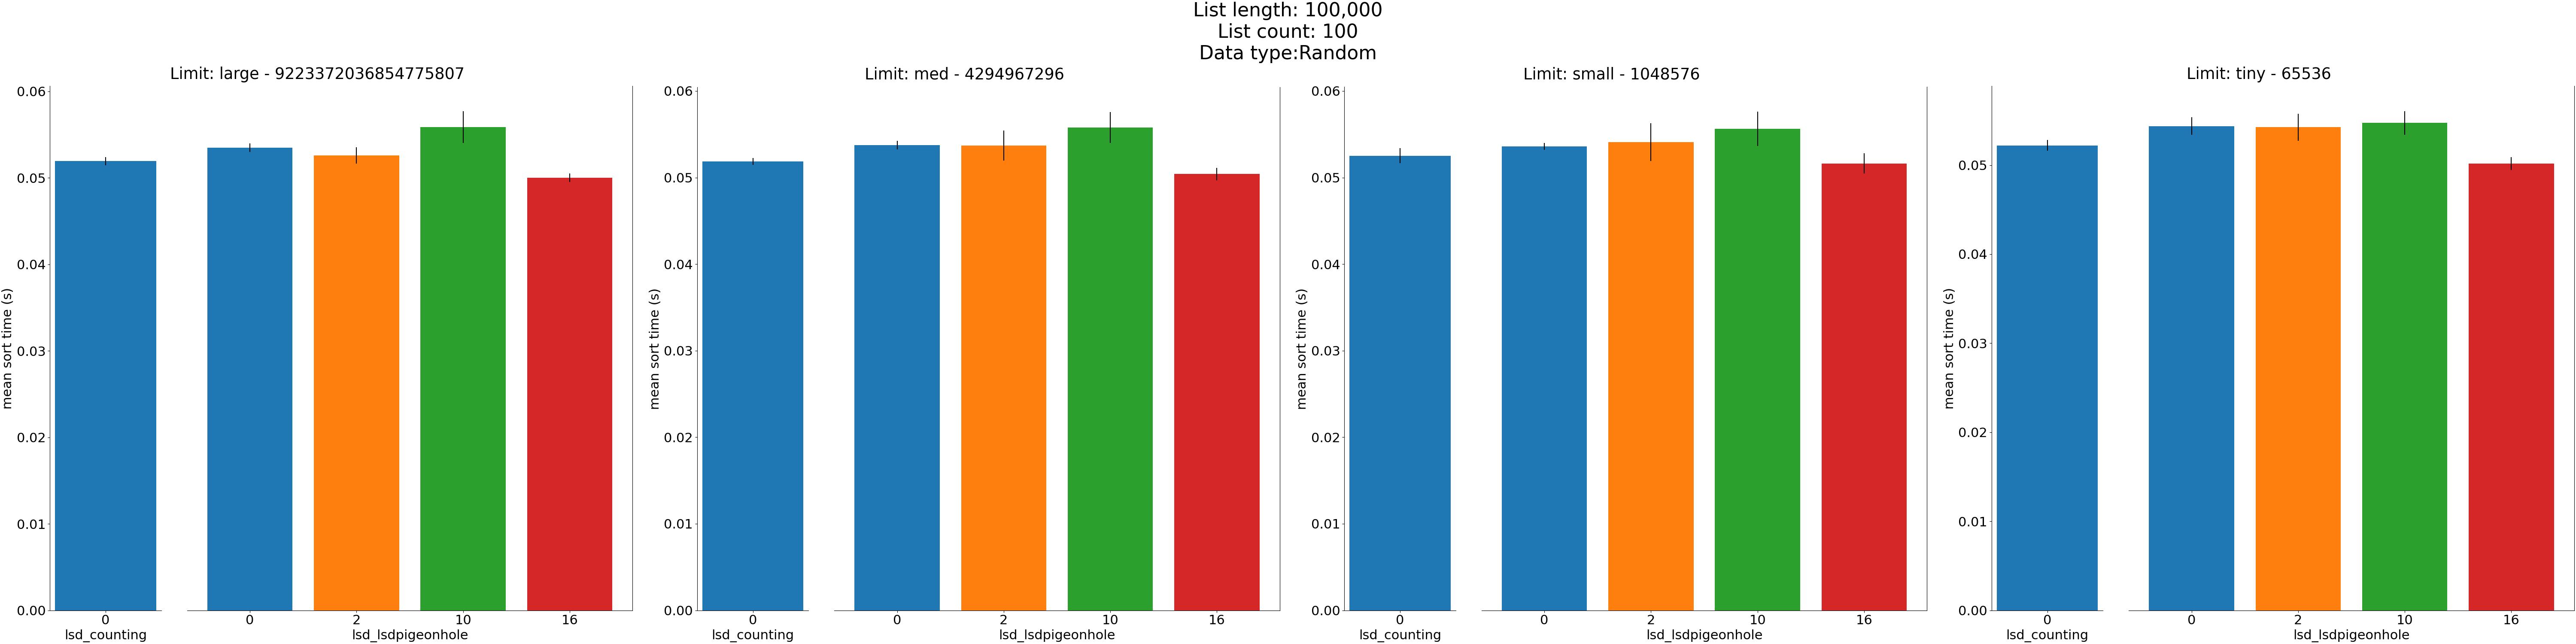 List length: 100,000
List count: 100
Data type:Random
Limit: large - 9223372036854775807
0.06
0.05
0.04
0.03
0.02
0.01
0.00
mean sort time (s)
0
lsd_counting
0 2 10 16
lsd_lsdpigeonhole
Limit: med - 4294967296
0.06
0.05
0.04
0.03
0.02
0.01
0.00
mean sort time (s)
0
lsd_counting
0 2 10 16
lsd_lsdpigeonhole
Limit: small - 1048576
0.06
0.05
0.04
0.03
0.02
0.01
0.00
mean sort time (s)
0
lsd_counting
0 2 10 16
lsd_lsdpigeonhole
Limit: tiny - 65536
0.05
0.04
0.03
0.02
0.01
0.00
mean sort time (s)
0
lsd_counting
0 2 10 16
lsd_lsdpigeonhole